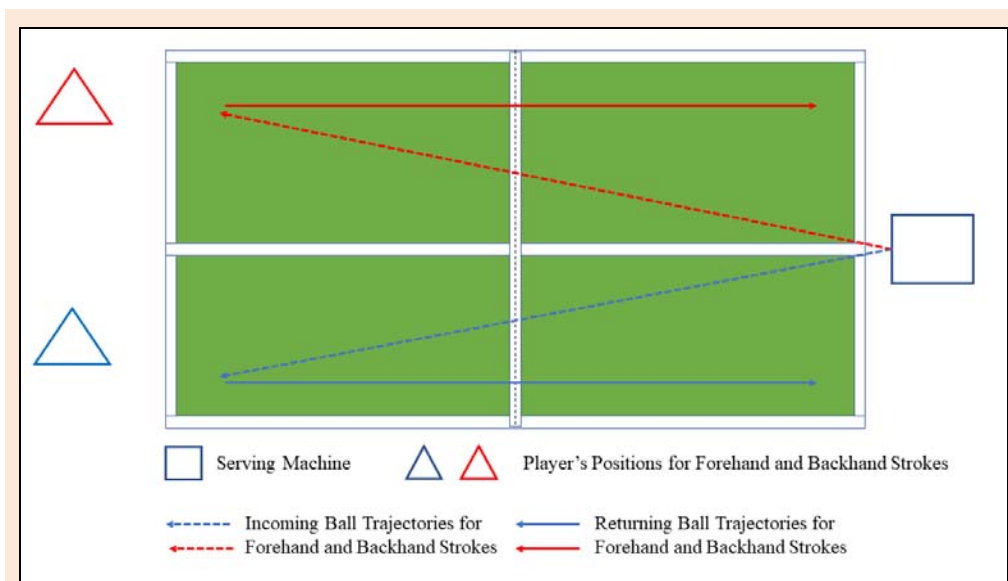 Serving Machine
Player's Positions for Forehand and Backhand Strokes
Incoming Ball Trajectories for
Forehand and Backhand Strokes
Returning Ball Trajectories for
Forehand and Backhand Strokes